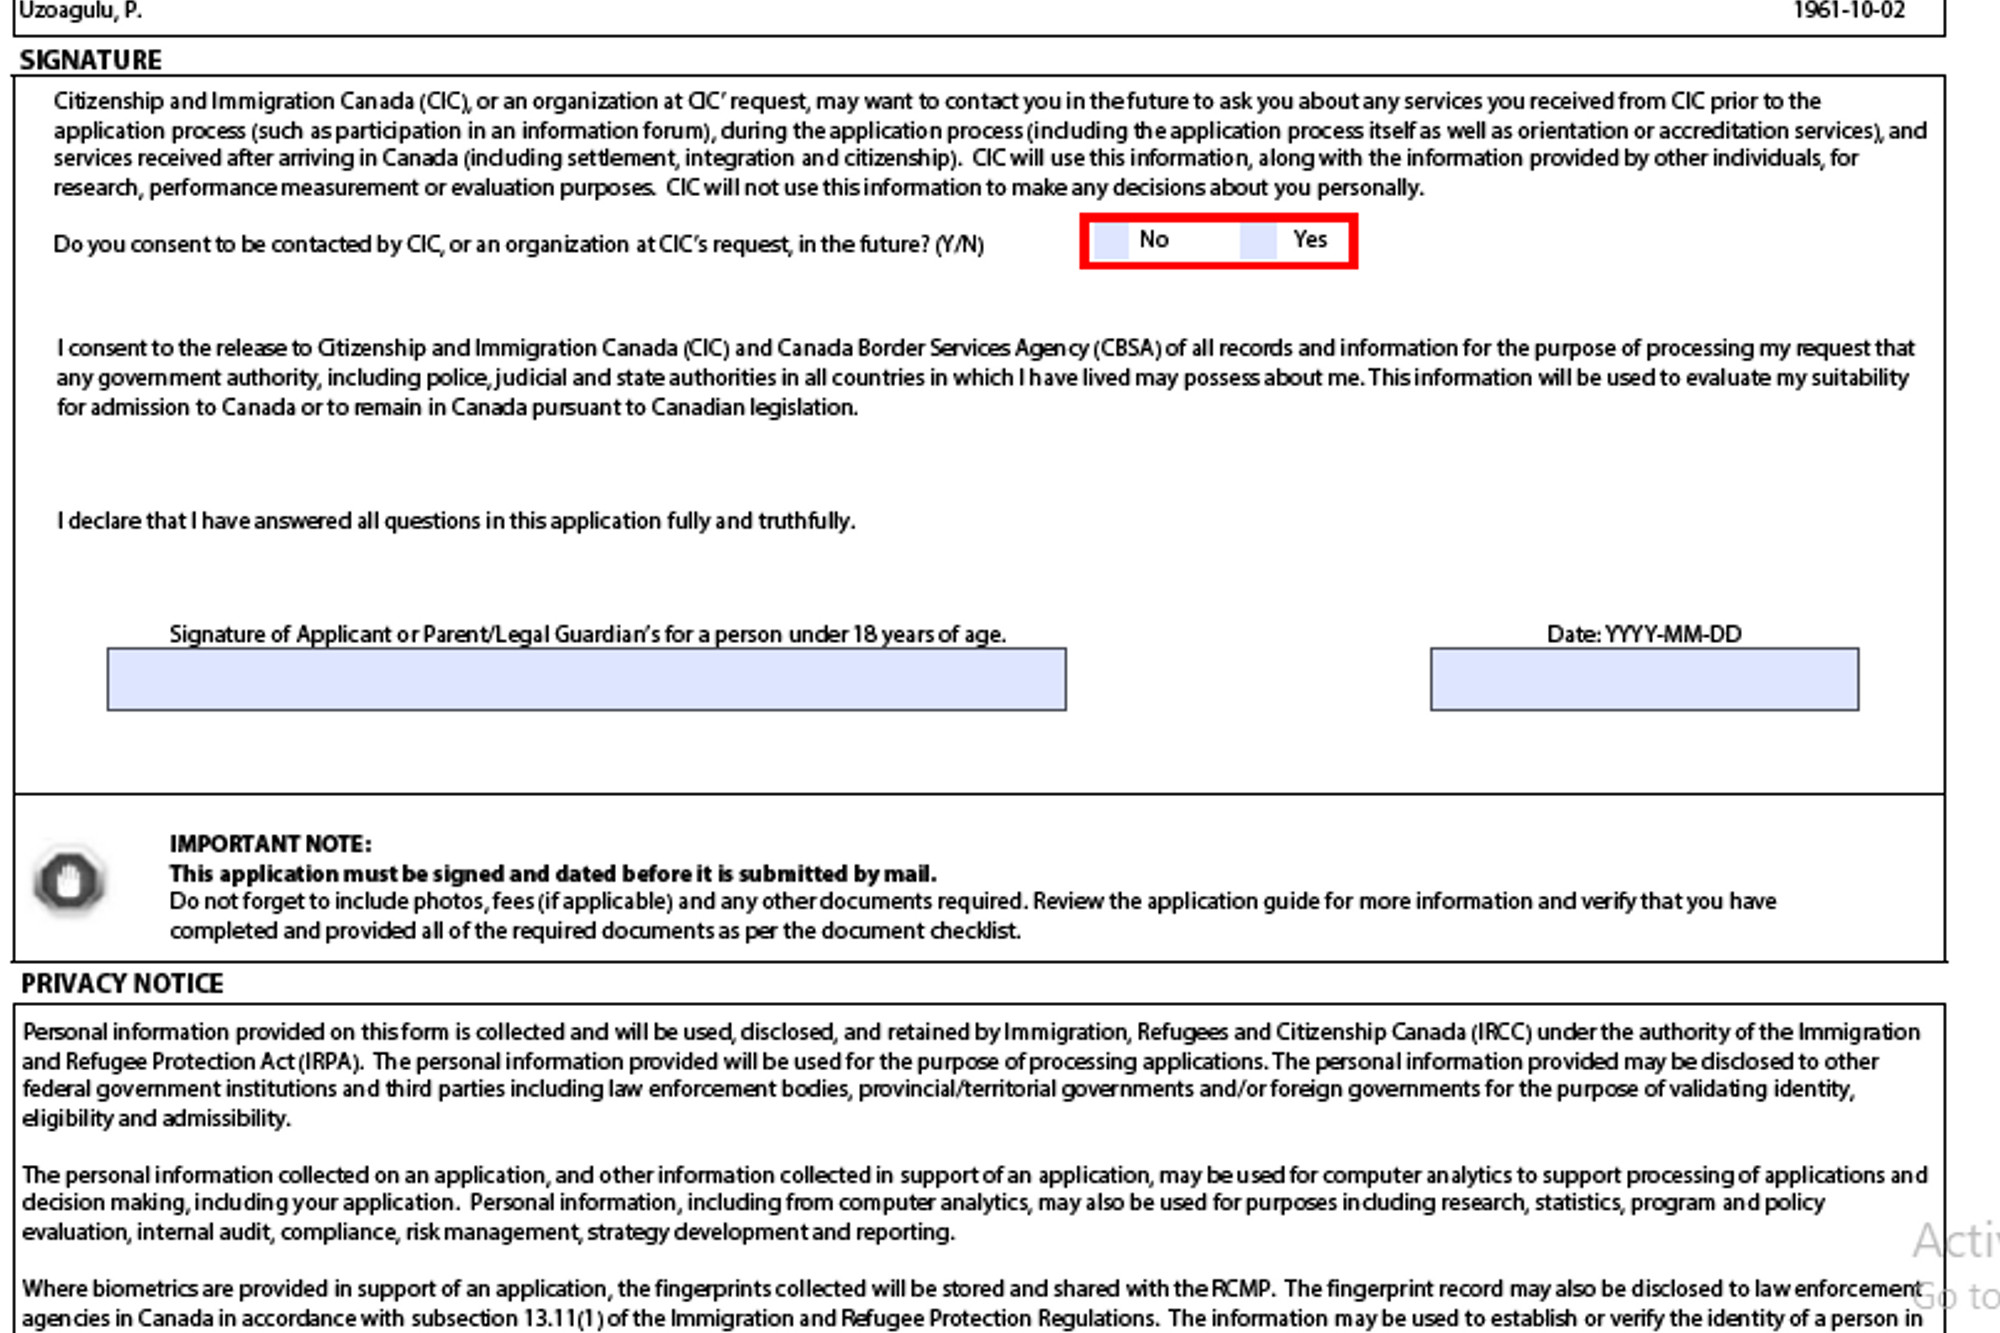 Uzoagulu, P.
1961-10-02
SIGNATURE
Citizenship and Immigration Canada (CIC), or an organization at CIC' request, may want to contact you in the future to ask you about any services you received from CIC prior to the
application process (such as participation in an information forum), during the application process (including the application process itself as well as orientation or accreditation services), and
services received after arriving in Canada (including settlement, integration and citizenship). CIC will use this information, along with the information provided by other individuals, for
research, performance measurement or evaluation purposes. CIC will not use this information to make any decisions about you personally.
Do you consent to be contacted by CIC, or an organization at CIC's request, in the future? (Y/N)
No Yes
I consent to the release to Citizenship and Immigration Canada (CIC) and Canada Border Services Agency (CBSA) of all records and information for the purpose of processing my request that
any government authority, including police, judicial and state authorities in all countries in which I have lived may possess about me. This information will be used to evaluate my suitability
for admission to Canada or to remain in Canada pursuant to Canadian legislation.
I declare that I have answered all questions in this application fully and truthfully.
Signature of Applicant or Parent/Legal Guardian's for a person under 18 years of age.
Date: YYYY-MM-DD
IMPORTANT NOTE:
This application must be signed and dated before it is submitted by mail.
Do not forget to include photos, fees (if applicable) and any other documents required. Review the application guide for more information and verify that you have
completed and provided all of the required documents as per the document checklist.
PRIVACY NOTICE
Personal information provided on this form is collected and will be used, disclosed, and retained by Immigration, Refugees and Citizenship Canada (IRCC) under the authority of the Immigration
and Refugee Protection Act (IRPA). The personal information provided will be used for the purpose of processing applications. The personal information provided may be disclosed to other
federal government institutions and third parties including law enforcement bodies, provincial/territorial governments and/or foreign governments for the purpose of validating identity,
eligibility and admissibility.
The personal information collected on an application, and other information collected in support of an application, may be used for computer analytics to support processing of applications and
decision making, including your application. Personal information, including from computer analytics, may also be used for purposes including research, statistics, program and policy
evaluation, internal audit, compliance, risk management, strategy development and reporting.
Where biometrics are provided in support of an application, the fingerprints collected will be stored and shared with the RCMP. The fingerprint record may also be disclosed to law enforcement
agencies in Canada in accordance with subsection 13.11(1) of the Immigration and Refugee Protection Regulations. The information may be used to establish or verify the identity of a person in
Acti
Go to